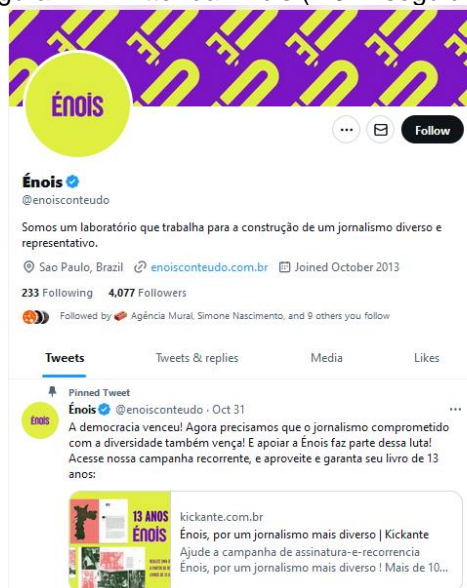 ÉNOIS
Follow
Énois
@enoisconteudo
Somos um laboratório que trabalha para a construção de um jornalismo diverso e
representativo.
Sao Paulo, Brazil enoisconteudo.com.br Joined October 2013
233 Following 4,077 Followers
Followed by Agência Mural, Simone Nascimento, and 9 others you follow
Tweets Tweets & replies Media Likes
Pinned Tweet
Énois @enoisconteudo · Oct 31
ÉNOIS
A democracia venceu! Agora precisamos que o jornalismo comprometido
com a diversidade também vença! E apoiar a Énois faz parte dessa luta!
Acesse nossa campanha recorrente, e aproveite e garanta seu livro de 13
anos:
13 ANOS
ÉNOIS
kickante.com.br
Énois, por um jornalismo mais diverso | Kickante
Ajude a campanha de assinatura-e-recorrencia
Énois, por um jornalismo mais diverso ! Mais de 10...